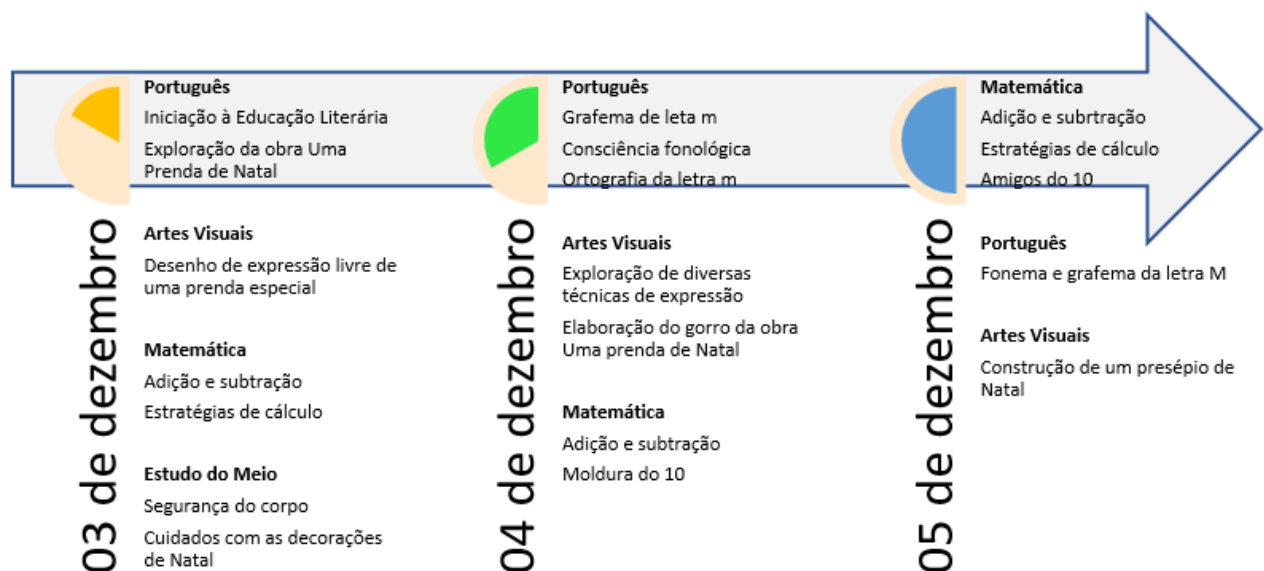 03 de dezembro
Português
Iniciação à Educação Literária
Exploração da obra Uma
Prenda de Natal
Artes Visuais
Desenho de expressão livre de
uma prenda especial
Matemática
Adição e subtração
Estratégias de cálculo
Estudo do Meio
Segurança do corpo
Cuidados com as decorações
de Natal
04 de dezembro
Português
Grafema de leta m
Consciência fonológica
Ortografia da letra m
Artes Visuais
Exploração de diversas
técnicas de expressão
Elaboração do gorro da obra
Uma prenda de Natal
Matemática
Adição e subtração
Moldura do 10
05 de dezembro
Matemática
Adição e subrtração
Estratégias de cálculo
Amigos do 10
Português
Fonema e grafema da letra M
Artes Visuais
Construção de um presépio de
Natal